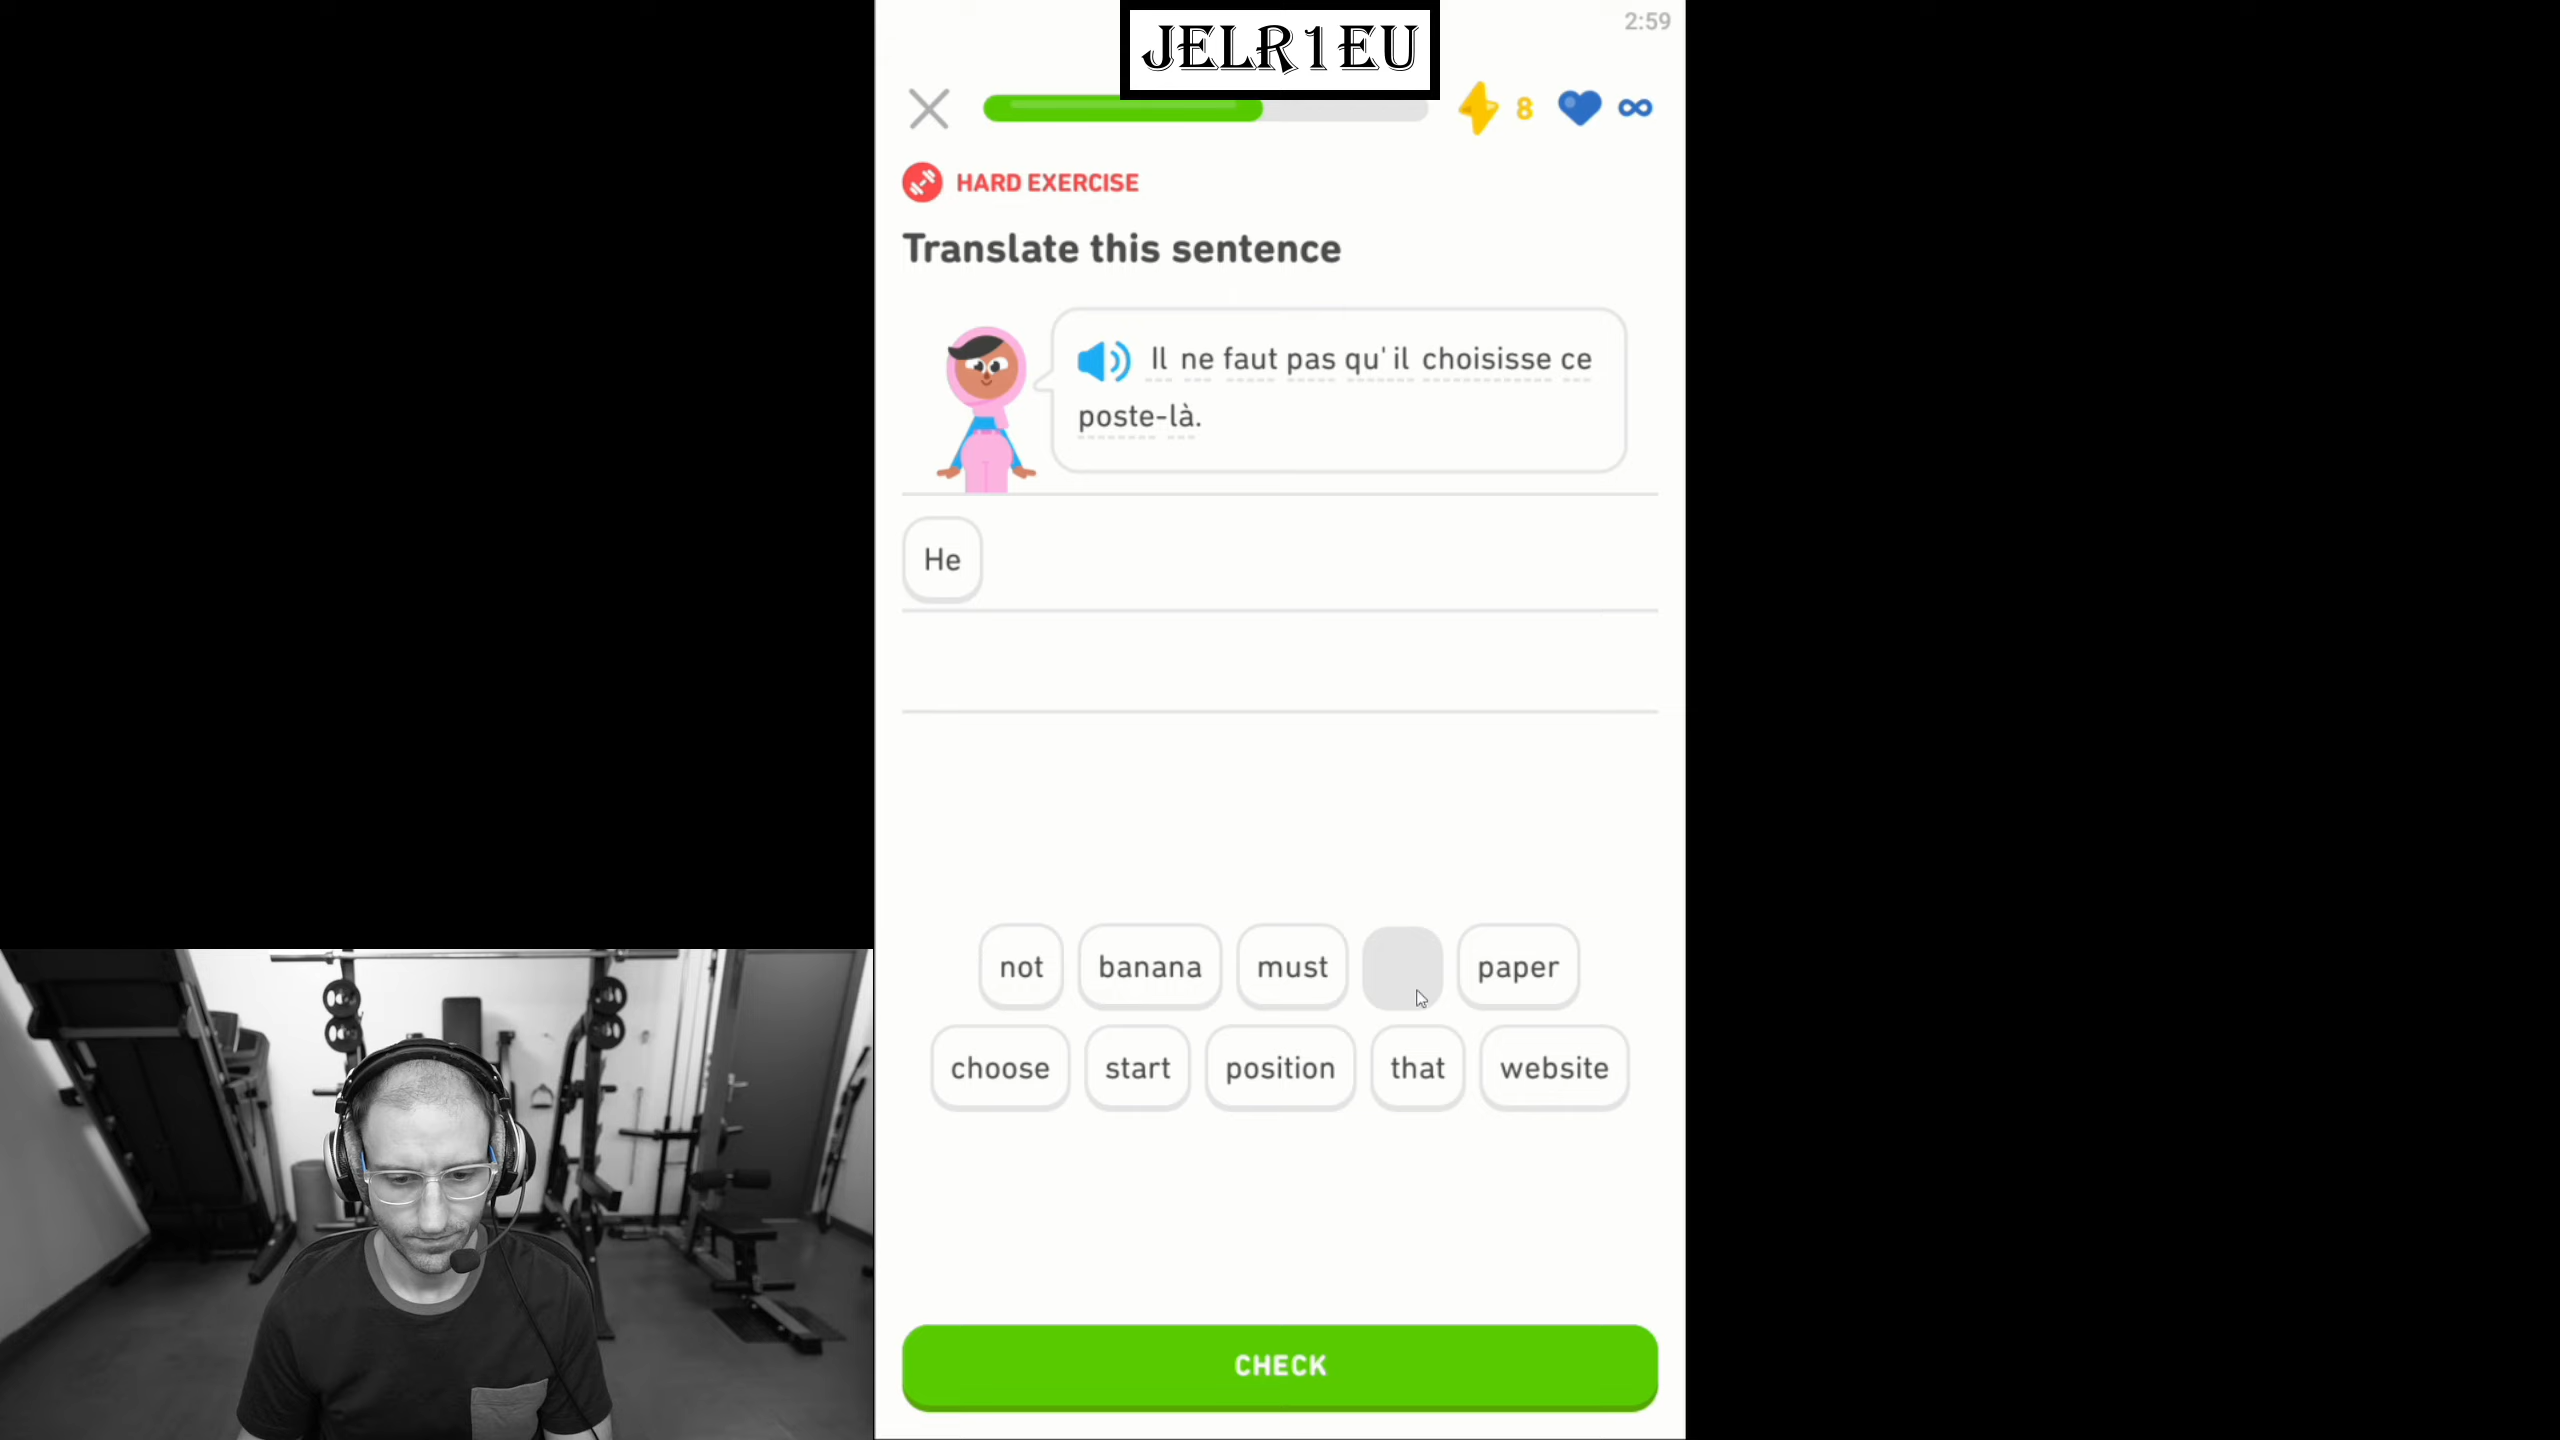 JELR1EU
2:59
8 ∞
HARD EXERCISE
Translate this sentence
Il ne faut pas qu'il choisisse ce
poste-là.
He
not banana must paper
choose start position that website
CHECK